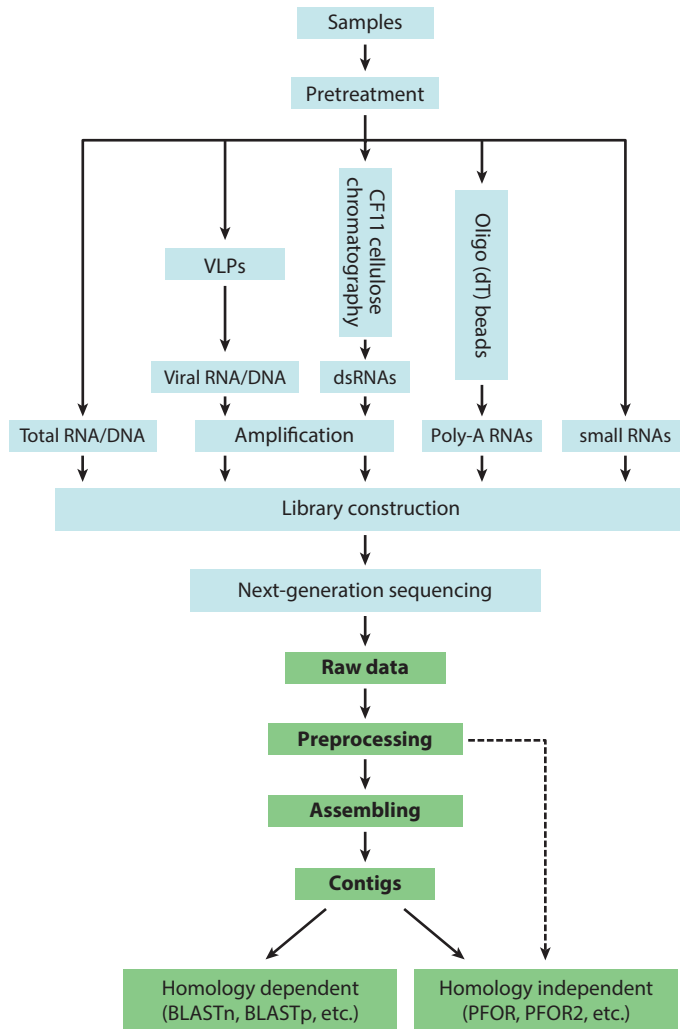 Samples
Pretreatment
CF11 cellulose
chromatography
Oligo (dT) beads
VLPs
Viral RNA/DNA
dsRNAs
Total RNA/DNA
Amplification
Poly-A RNAs
small RNAs
Library construction
Next-generation sequencing
Raw data
Preprocessing
Assembling
Contigs
Homology dependent
(BLASTn, BLASTp, etc.)
Homology independent
(PFOR, PFOR2, etc.)